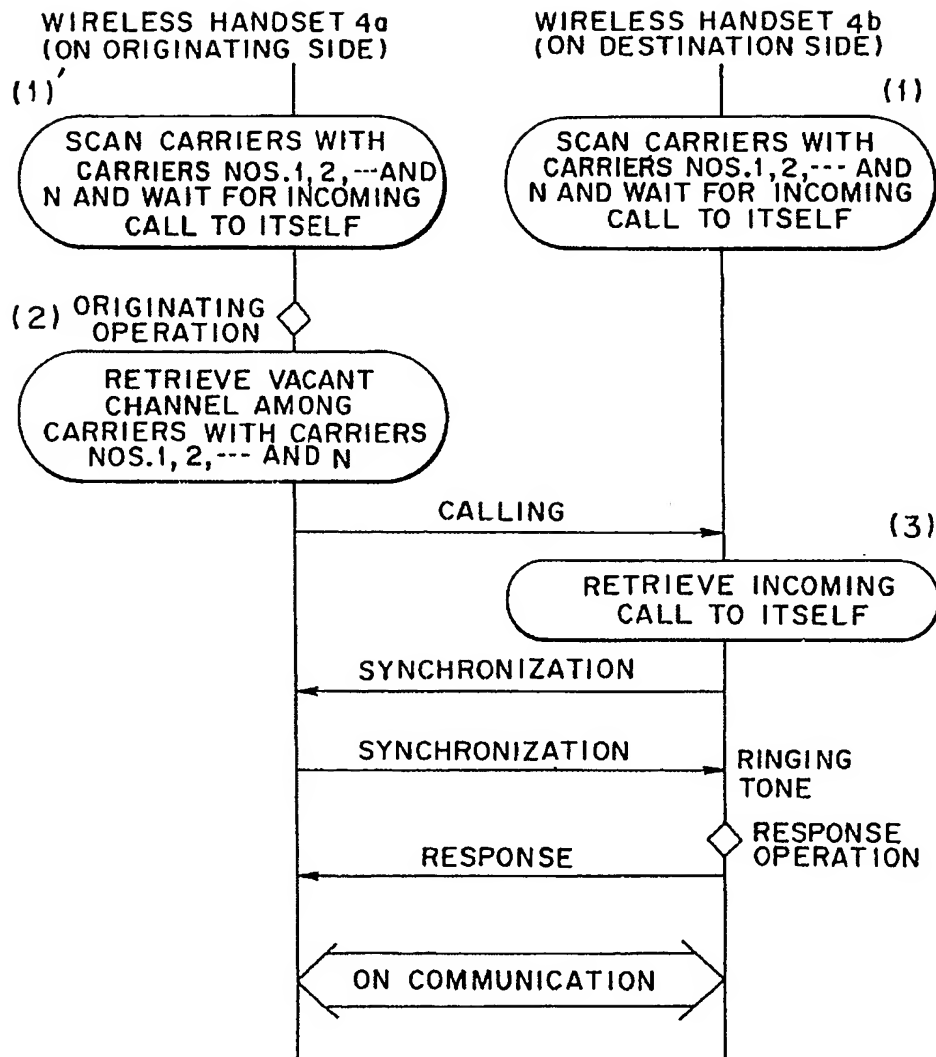 WIRELESS HANDSET 4a
(ON ORIGINATING SIDE)
WIRELESS HANDSET 4b
(ON DESTINATION SIDE)
(1)′
(1)
SCAN CARRIERS WITH
CARRIERS NOS.1, 2, --- AND
N AND WAIT FOR INCOMING
CALL TO ITSELF
SCAN CARRIERS WITH
CARRIERS NOS.1, 2, --- AND
N AND WAIT FOR INCOMING
CALL TO ITSELF
(2)
ORIGINATING
OPERATION
RETRIEVE VACANT
CHANNEL AMONG
CARRIERS WITH CARRIERS
NOS.1, 2, --- AND N
CALLING
(3)
RETRIEVE INCOMING
CALL TO ITSELF
SYNCHRONIZATION
SYNCHRONIZATION
RINGING
TONE
RESPONSE
OPERATION
RESPONSE
ON COMMUNICATION